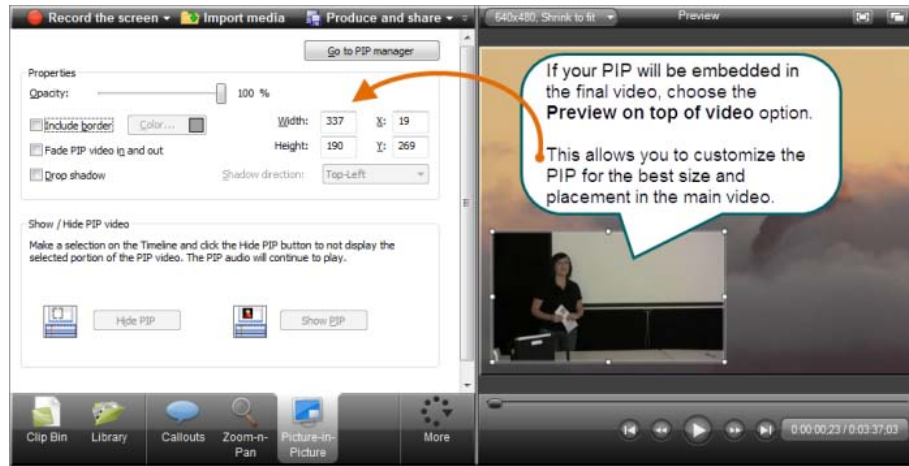 Record the screen
Import media
Produce and share
640x480, Shrink to fit
Preview
Go to PIP manager
Properties
Opacity:
100 %
Include border
Color...
Width: 337 X: 19
Fade PIP video in and out
Height: 190 Y: 269
Drop shadow
Shadow direction: Top-Left
Show / Hide PIP video
Make a selection on the Timeline and click the Hide PIP button to not display the
selected portion of the PIP video. The PIP audio will continue to play.
Hide PIP
Show PIP
If your PIP will be embedded in
the final video, choose the
Preview on top of video option.
This allows you to customize the
PIP for the best size and
placement in the main video.
Clip Bin
Library
Callouts
Zoom-n-
Pan
Picture-in-
Picture
More
0:00:00;23 / 0:03:37;03